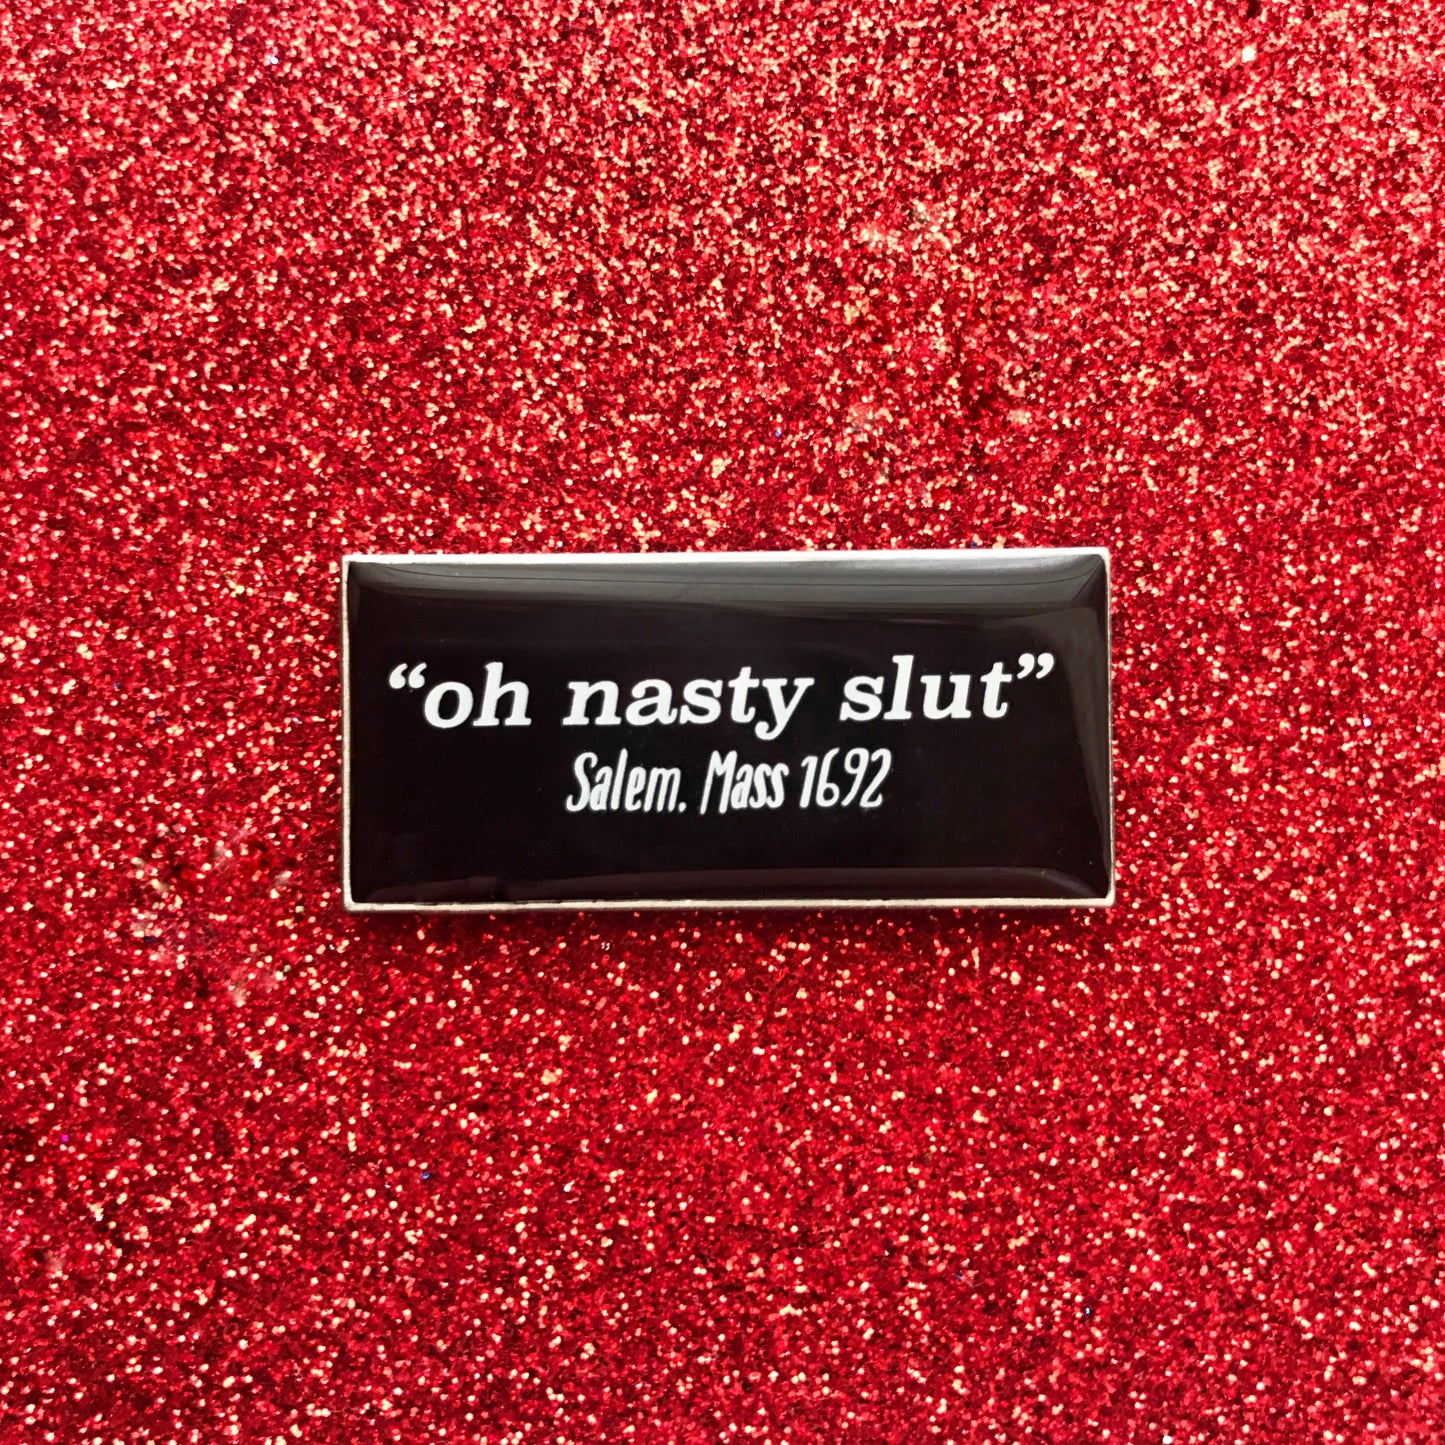 “oh nasty slut”
Salem, Mass 1692